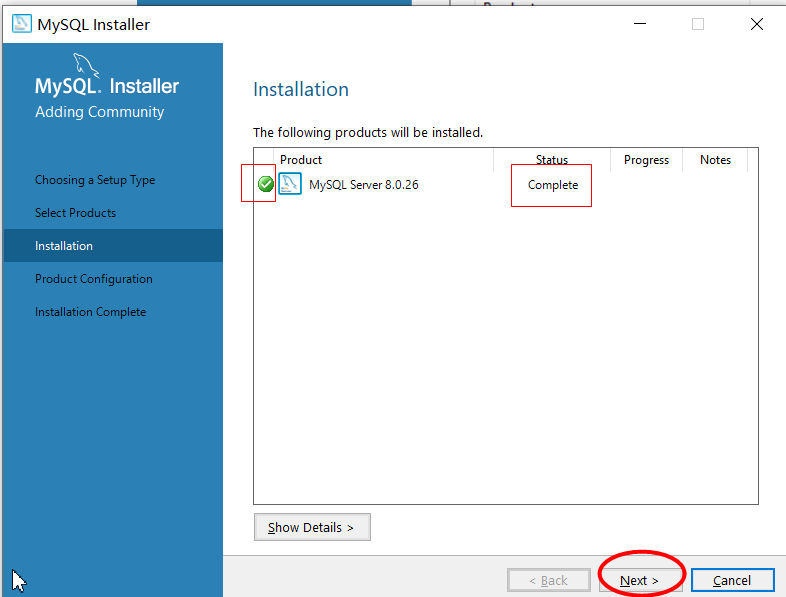 MySQL Installer
MySQL. Installer
Adding Community
Choosing a Setup Type
Select Products
Installation
Product Configuration
Installation Complete
Installation
The following products will be installed.
Product Status Progress Notes
MySQL Server 8.0.26 Complete
Show Details >
< Back Next > Cancel